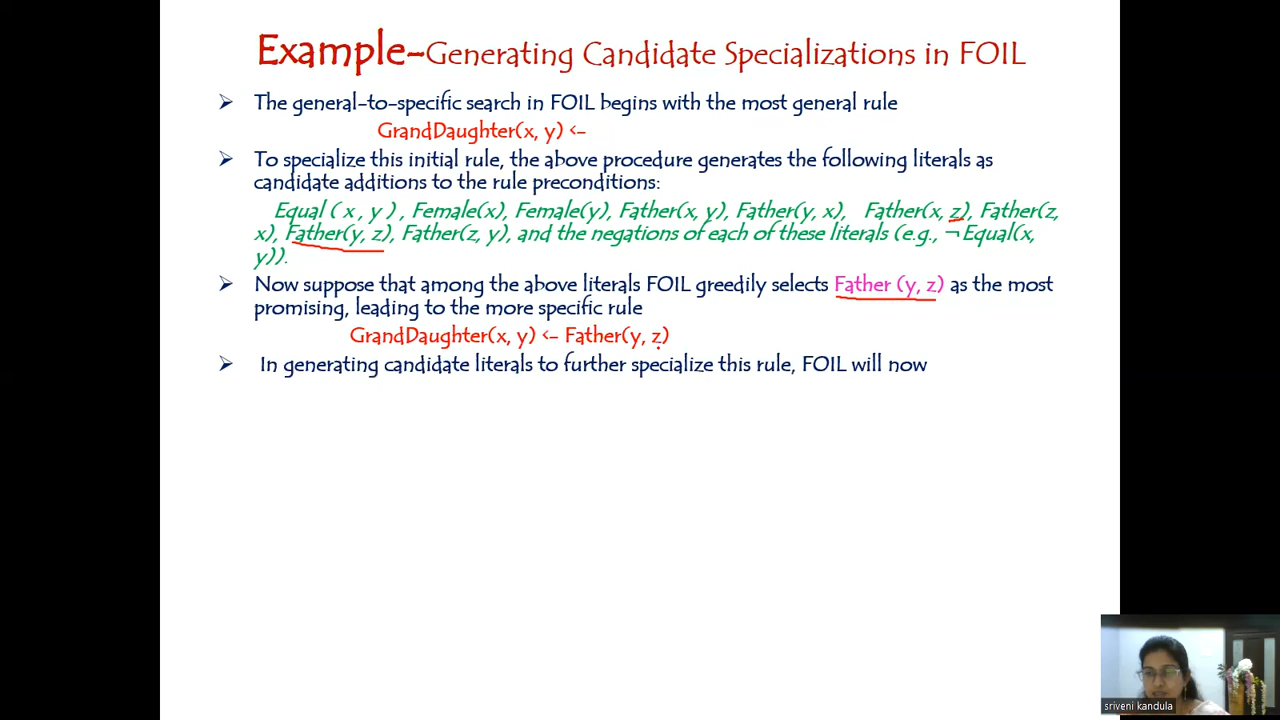 Example-Generating Candidate Specializations in FOIL
The general-to-specific search in FOIL begins with the most general rule
GrandDaughter(x, y) <-
To specialize this initial rule, the above procedure generates the following literals as
candidate additions to the rule preconditions:
Equal ( x , y ) , Female(x), Female(y), Father(x, y), Father(y, x), Father(x, z), Father(z,
x), Father(y, z), Father(z, y), and the negations of each of these literals (e.g., ¬ Equal(x,
y)).
Now suppose that among the above literals FOIL greedily selects Father (y, z) as the most
promising, leading to the more specific rule
GrandDaughter(x, y) <- Father(y, z)
In generating candidate literals to further specialize this rule, FOIL will now
sriveni kandula